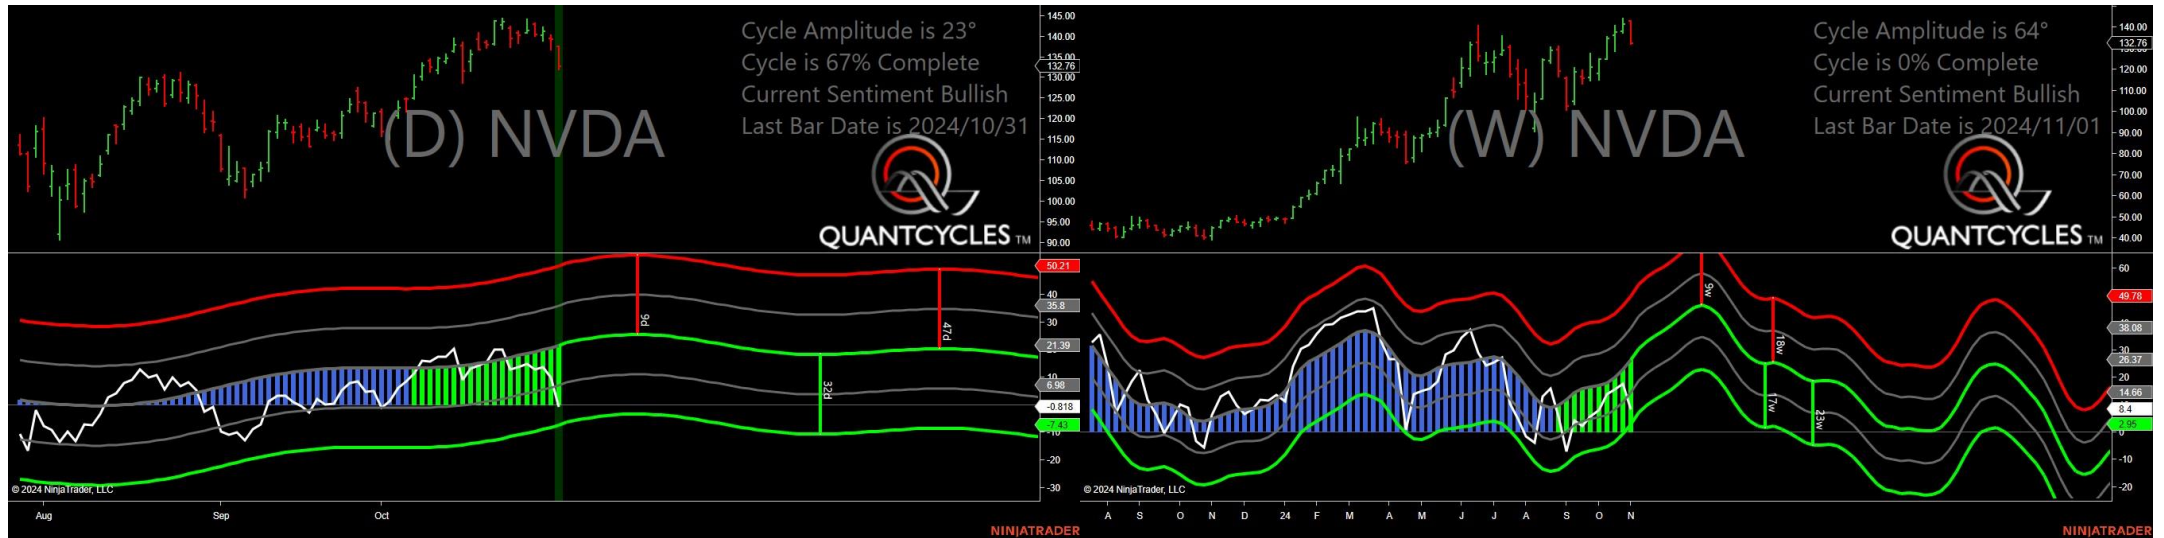 Cycle Amplitude is 23°
Cycle is 67% Complete
Current Sentiment Bullish
Last Bar Date is 2024/10/31
(D) NVDA
QUANTCYCLES TM
145.00
140.00
135.00
132.76
130.00
125.00
120.00
115.00
110.00
105.00
100.00
95.00
90.00
50.21
40
35.8
30
21.39
10
6.98
-0.818
-7.43
-10
-20
-30
9d
32d
47d
© 2024 NinjaTrader, LLC
Aug Sep Oct
NINJATRADER
Cycle Amplitude is 64°
Cycle is 0% Complete
Current Sentiment Bullish
Last Bar Date is 2024/11/01
(W) NVDA
QUANTCYCLES TM
140.00
132.76
130.00
120.00
110.00
100.00
90.00
80.00
70.00
60.00
50.00
40.00
60
49.78
38.08
30
26.37
20
14.66
8.4
2.95
0
-10
-20
9w
18w
17w
23w
© 2024 NinjaTrader, LLC
A S O N D 24 F M A M J J A S O N
NINJATRADER